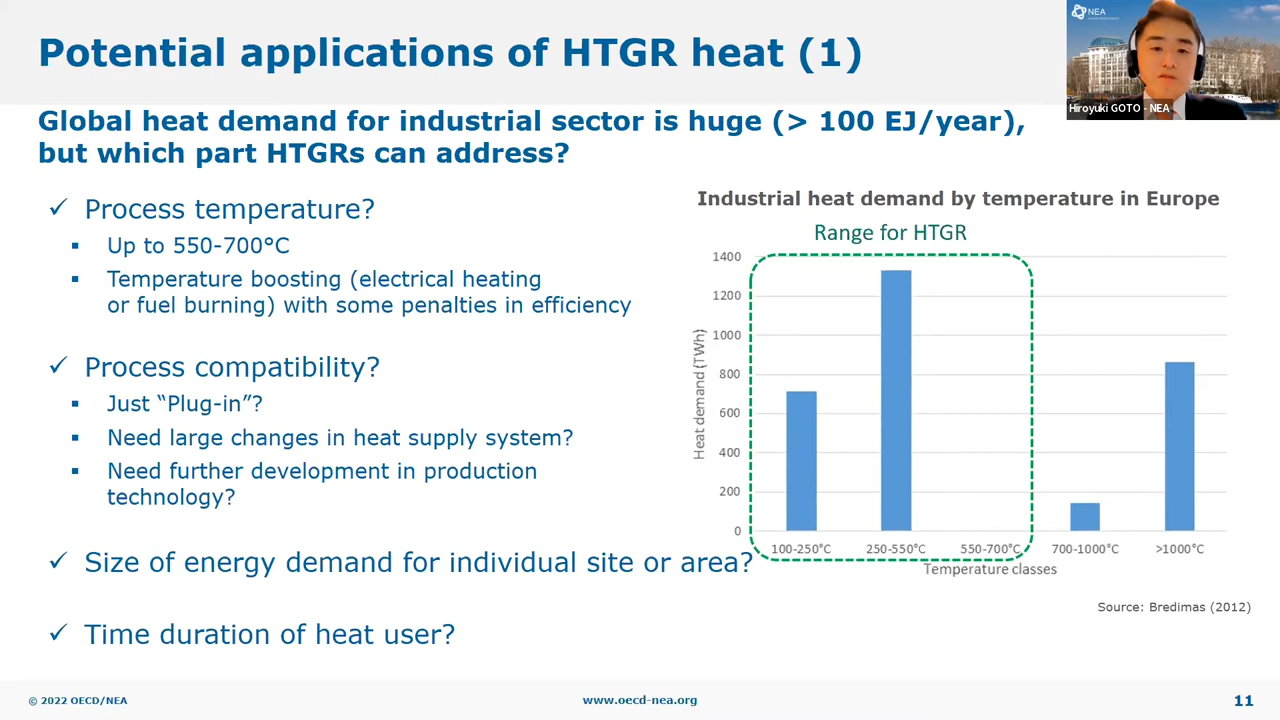 Potential applications of HTGR heat (1)
NEA
Hiroyuki GOTO - NEA
Global heat demand for industrial sector is huge (> 100 EJ/year),
but which part HTGRs can address?
✓ Process temperature?
▪ Up to 550-700°C
▪ Temperature boosting (electrical heating
or fuel burning) with some penalties in efficiency
✓ Process compatibility?
▪ Just “Plug-in”?
▪ Need large changes in heat supply system?
▪ Need further development in production
technology?
✓ Size of energy demand for individual site or area?
✓ Time duration of heat user?
Industrial heat demand by temperature in Europe
Range for HTGR
Heat demand (TWh)
1400
1200
1000
800
600
400
200
0
100-250°C 250-550°C 550-700°C 700-1000°C >1000°C
Temperature classes
Source: Bredimas (2012)
© 2022 OECD/NEA www.oecd-nea.org 11